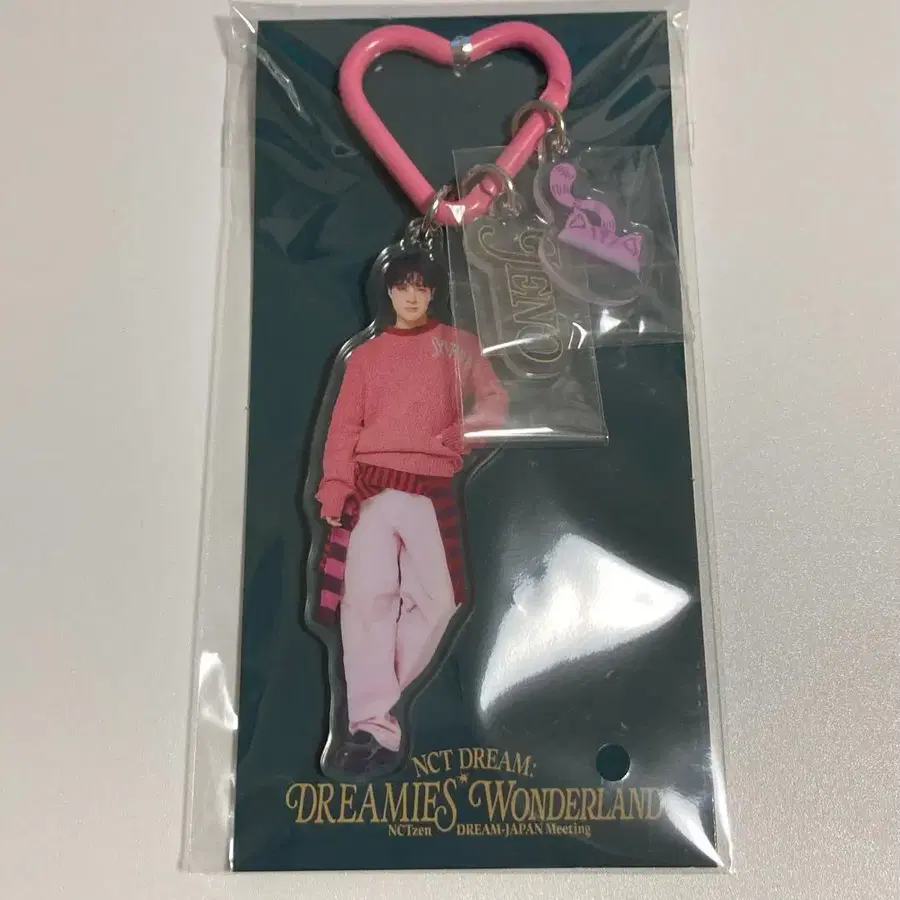 JENO
NCT DREAM:
DREAMIES WONDERLAND
NCTzen DREAM-JAPAN Meeting